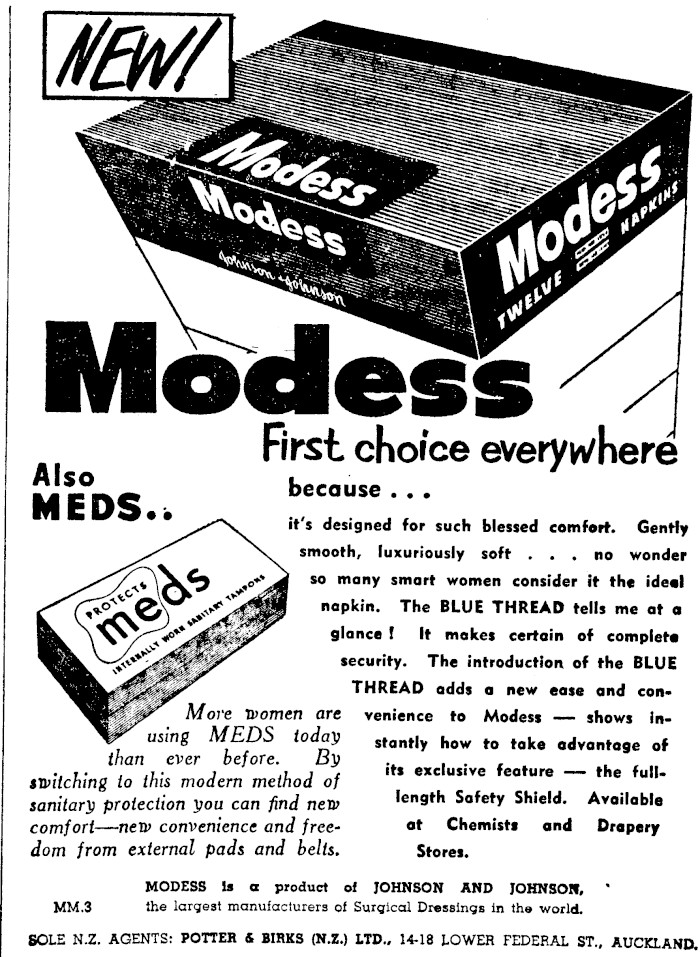 NEW!
Modess
Modess
Johnson & Johnson
Modess
TWELVE NAPKINS
Modess
First choice everywhere
because . . .
it's designed for such blessed comfort. Gently
smooth, luxuriously soft . . . no wonder
so many smart women consider it the ideal
napkin. The BLUE THREAD tells me at a
glance! It makes certain of complete
security. The introduction of the BLUE
THREAD adds a new ease and con-
venience to Modess — shows in-
stantly how to take advantage of
its exclusive feature — the full-
length Safety Shield. Available
at Chemists and Drapery
Stores.
Also
MEDS..
PROTECTS
meds
INTERNALLY WORN SANITARY TAMPONS
More women are
using MEDS today
than ever before. By
switching to this modern method of
sanitary protection you can find new
comfort—new convenience and free-
dom from external pads and belts.
MODESS is a product of JOHNSON AND JOHNSON,
MM.3 the largest manufacturers of Surgical Dressings in the world.
SOLE N.Z. AGENTS: POTTER & BIRKS (N.Z.) LTD., 14-18 LOWER FEDERAL ST., AUCKLAND.